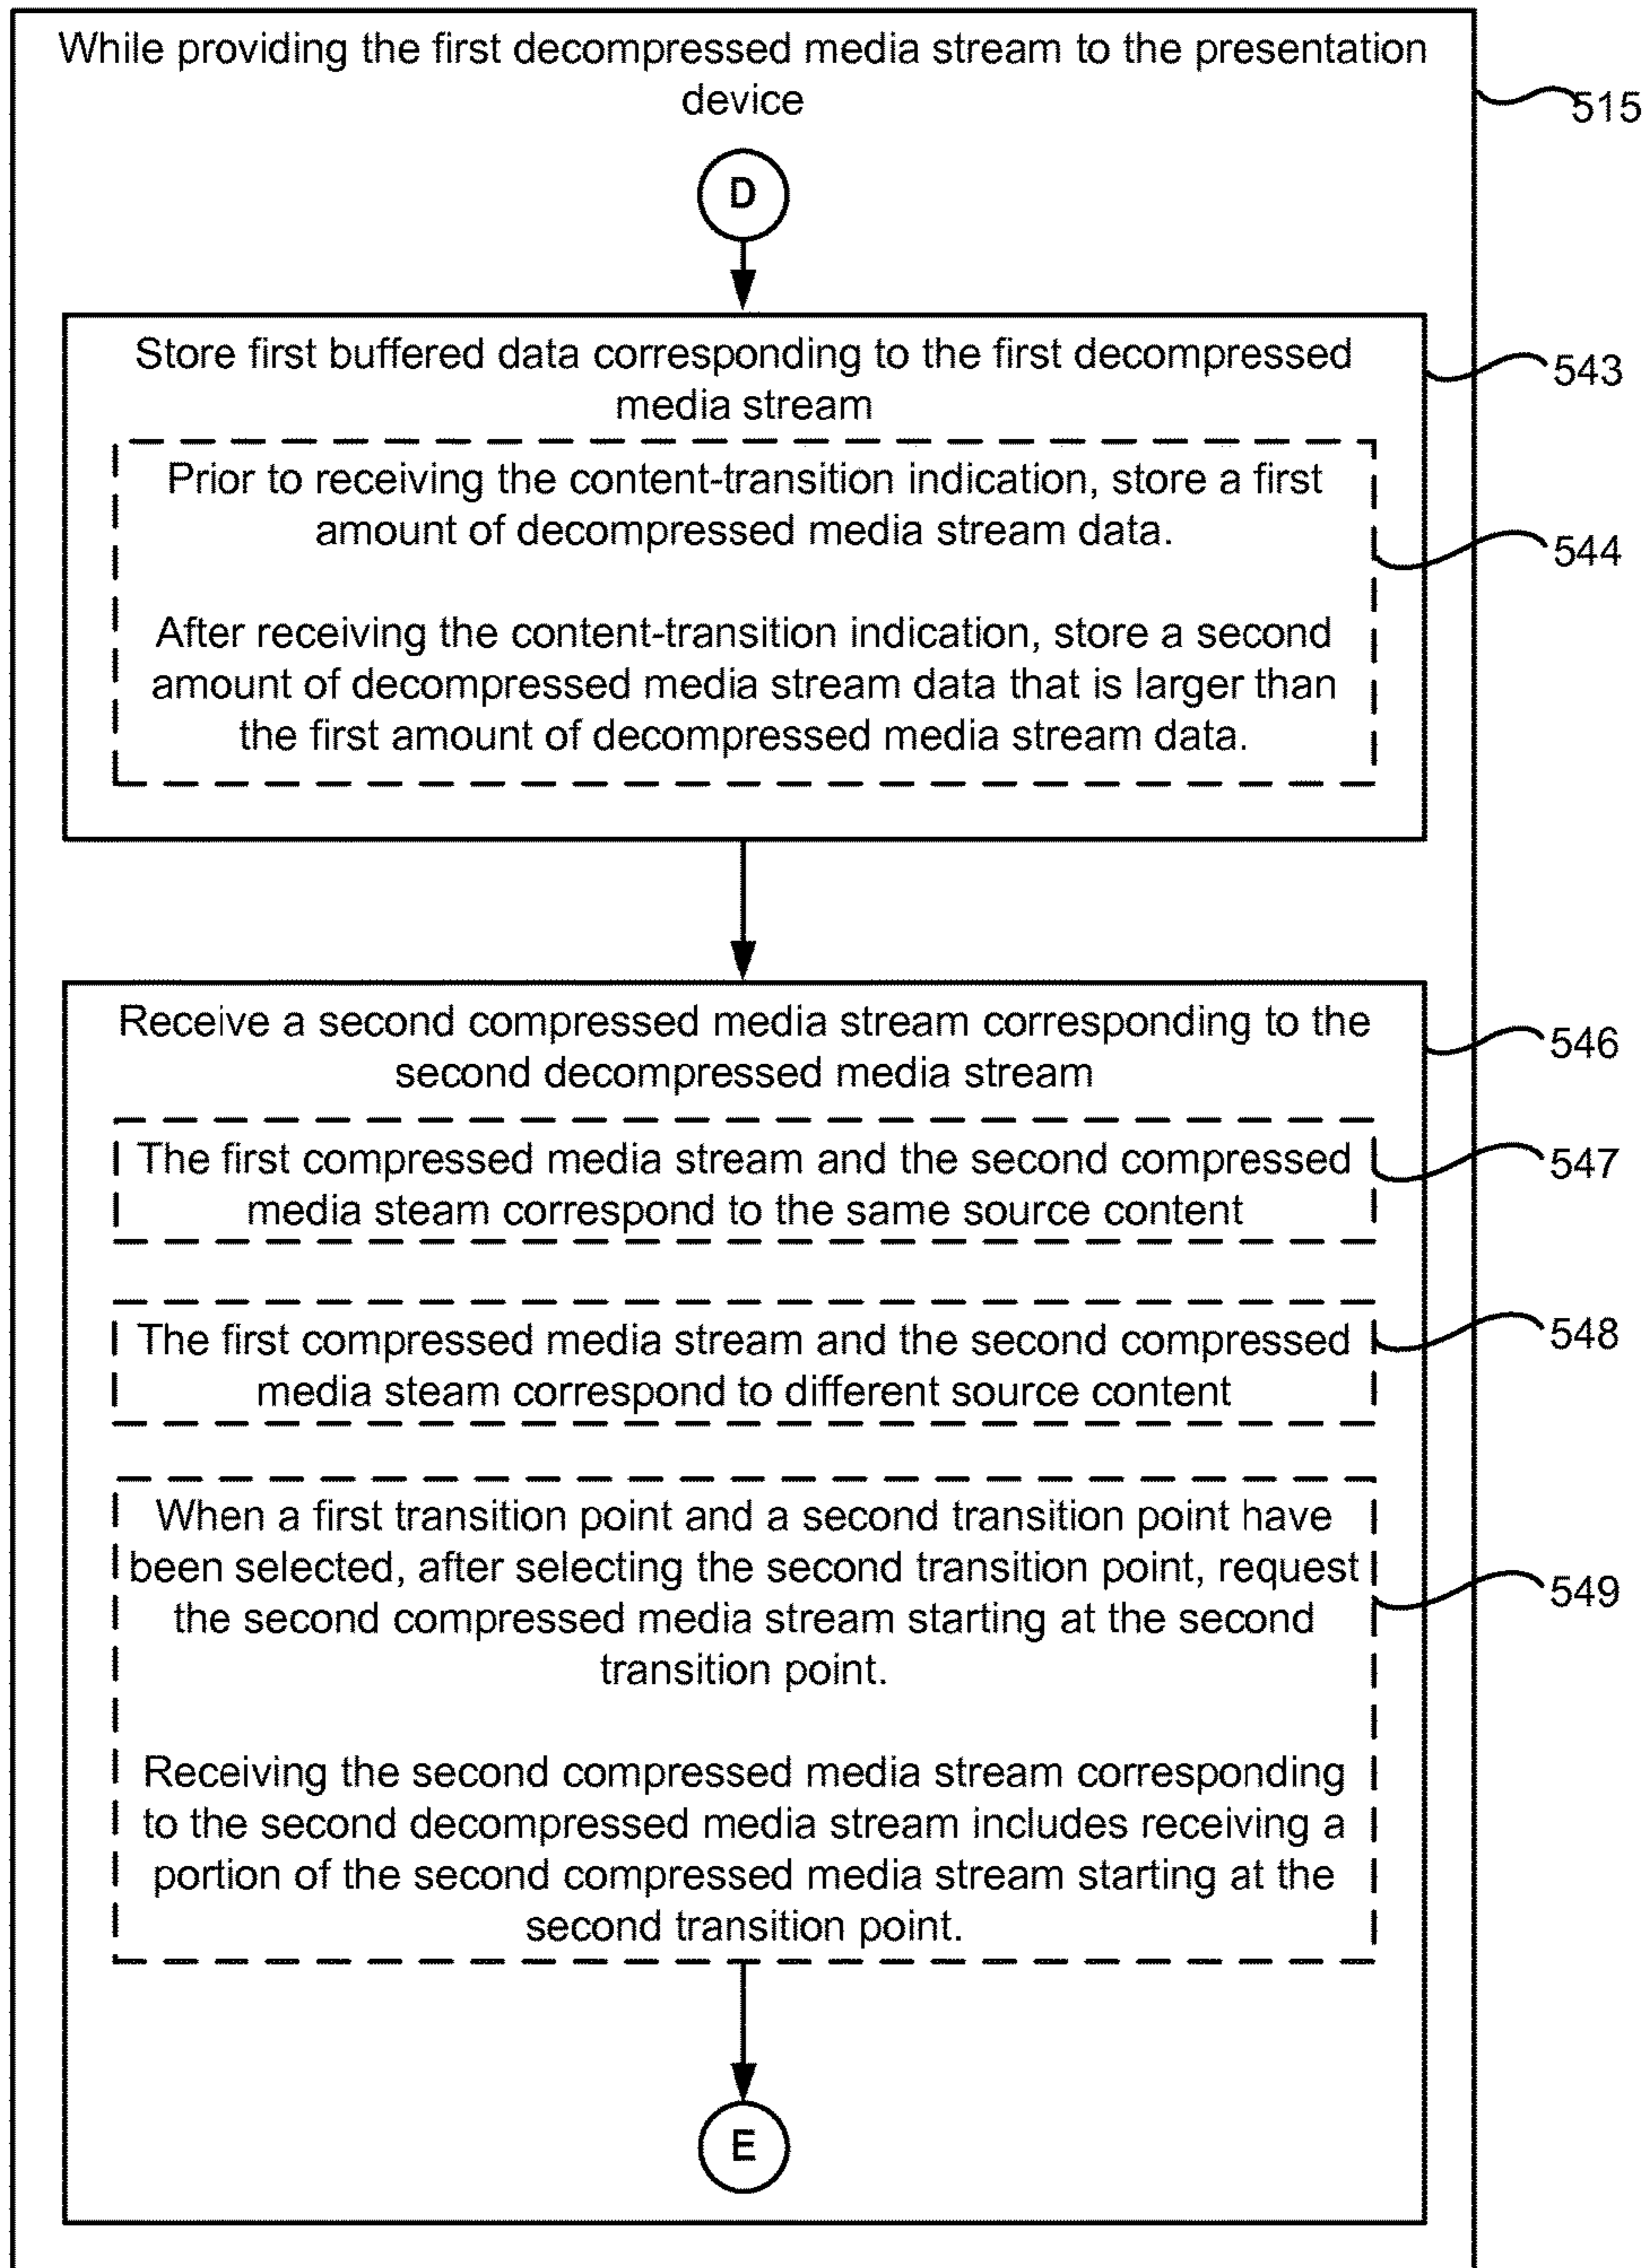 While providing the first decompressed media stream to the presentation
device
515
D
Store first buffered data corresponding to the first decompressed
media stream
543
Prior to receiving the content-transition indication, store a first
amount of decompressed media stream data.
544
After receiving the content-transition indication, store a second
amount of decompressed media stream data that is larger than
the first amount of decompressed media stream data.
Receive a second compressed media stream corresponding to the
second decompressed media stream
546
The first compressed media stream and the second compressed
media steam correspond to the same source content
547
The first compressed media stream and the second compressed
media steam correspond to different source content
548
When a first transition point and a second transition point have
been selected, after selecting the second transition point, request
the second compressed media stream starting at the second
transition point.
549
Receiving the second compressed media stream corresponding
to the second decompressed media stream includes receiving a
portion of the second compressed media stream starting at the
second transition point.
E